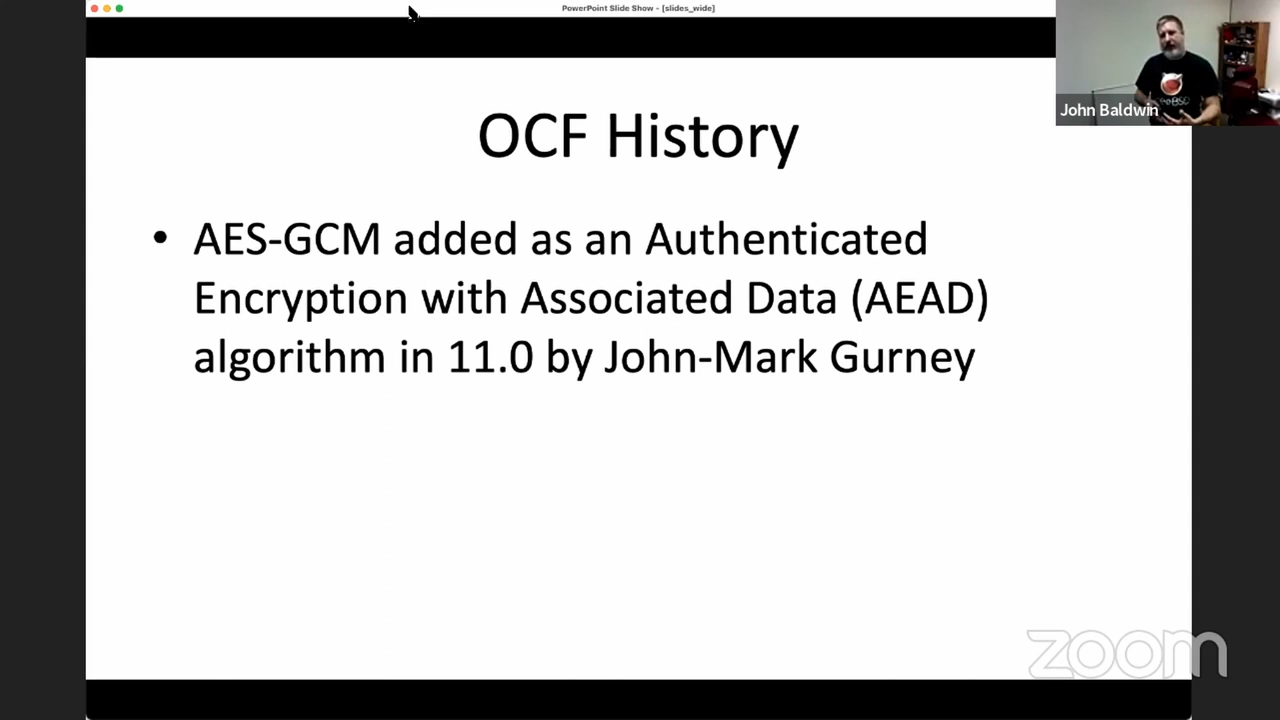 PowerPoint Slide Show - [slides_wide]
John Baldwin
OCF History
• AES-GCM added as an Authenticated
Encryption with Associated Data (AEAD)
algorithm in 11.0 by John-Mark Gurney
zoom